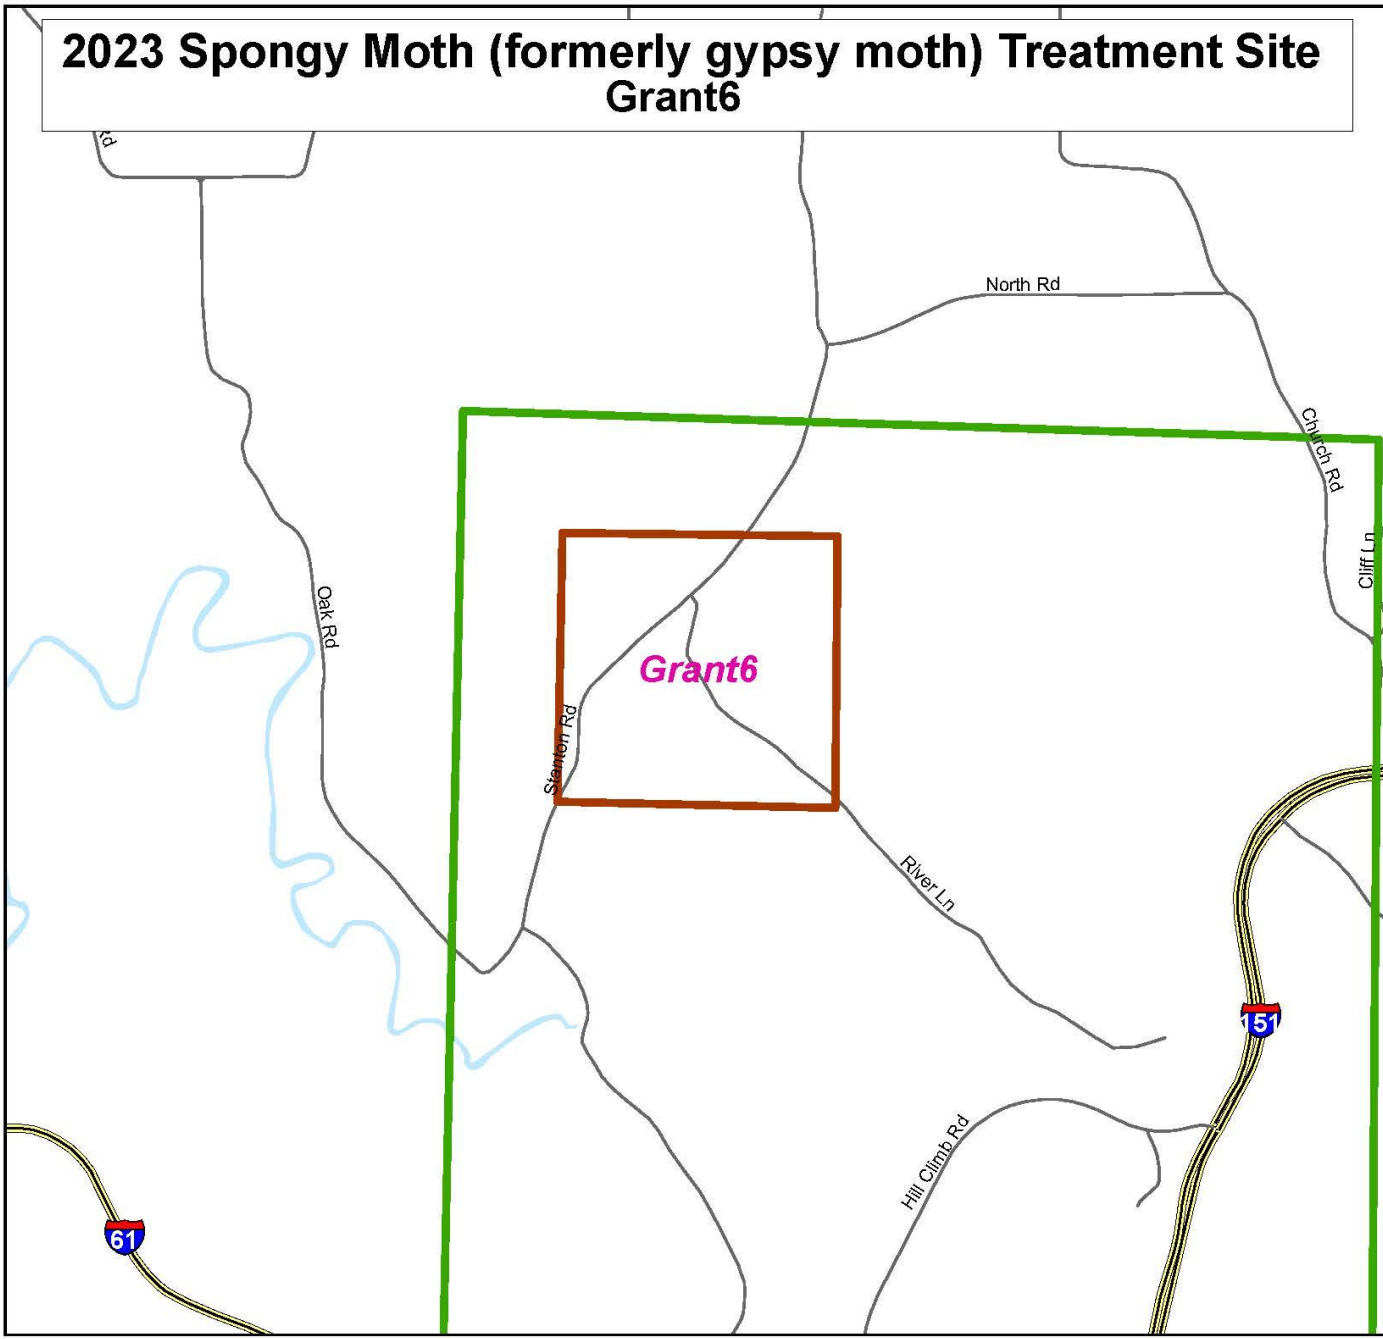 2023 Spongy Moth (formerly gypsy moth) Treatment Site
Grant6
Rd
North Rd
Church Rd
Cliff Ln
Oak Rd
Grant6
Stanton Rd
River Ln
151
Hill Climb Rd
61